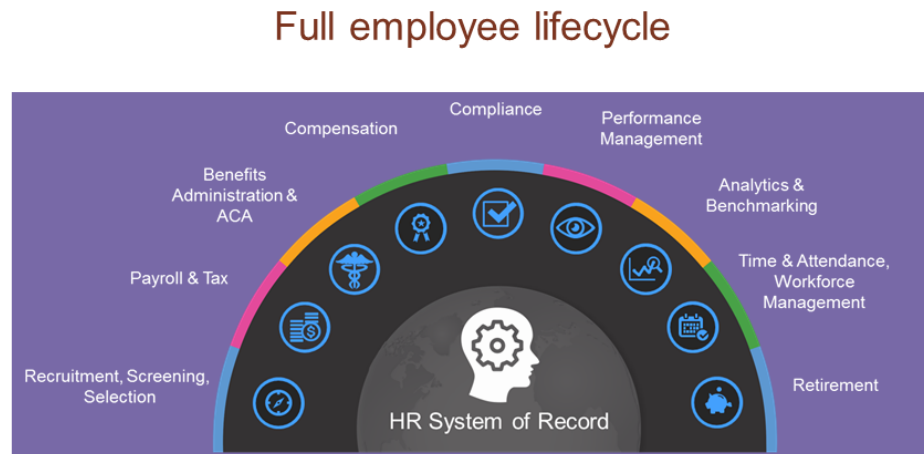 Full employee lifecycle
Compliance
Compensation
Performance
Management
Benefits
Administration &
ACA
Analytics &
Benchmarking
Payroll & Tax
Time & Attendance,
Workforce
Management
Recruitment, Screening,
Selection
Retirement
HR System of Record